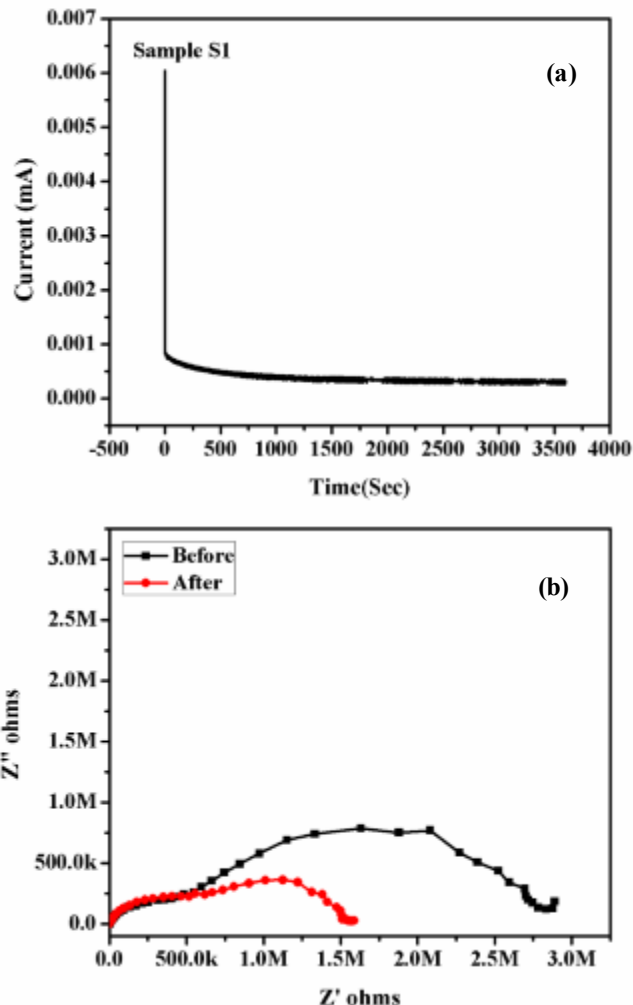 0.007
Sample S1
(a)
0.006
0.005
0.004
0.003
0.002
0.001
0.000
Current (mA)
-500 0 500 1000 1500 2000 2500 3000 3500 4000
Time(Sec)
3.0M
Before
After
(b)
2.5M
2.0M
1.5M
1.0M
500.0k
0.0
Z" ohms
0.0 500.0k 1.0M 1.5M 2.0M 2.5M 3.0M
Z' ohms